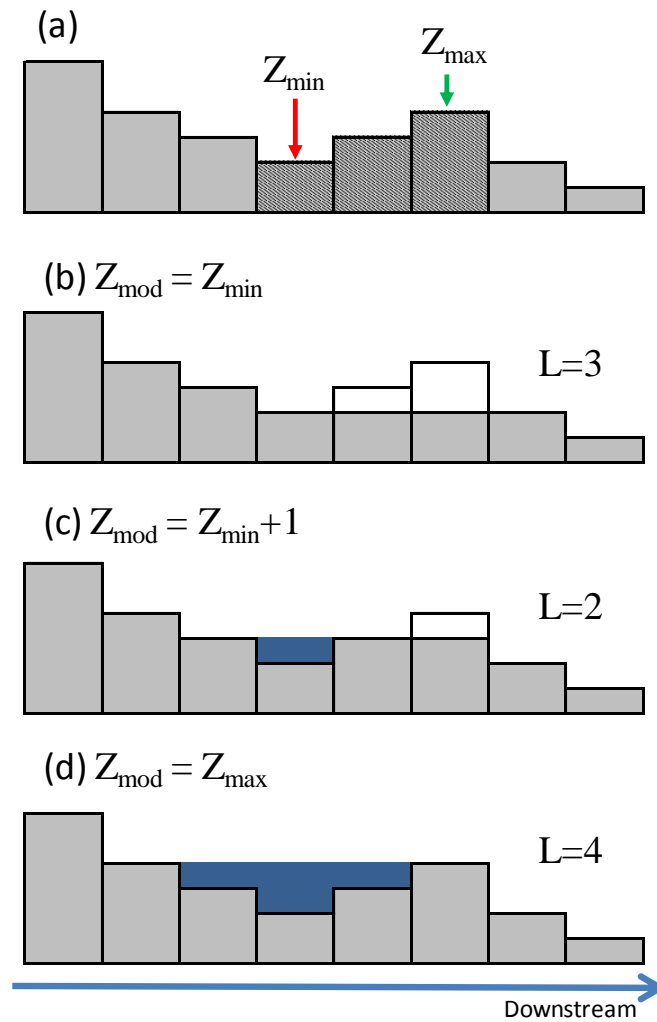 (a)
Zmin
Zmax
(b) Zmod = Zmin
L=3
(c) Zmod = Zmin+1
L=2
(d) Zmod = Zmax
L=4
Downstream